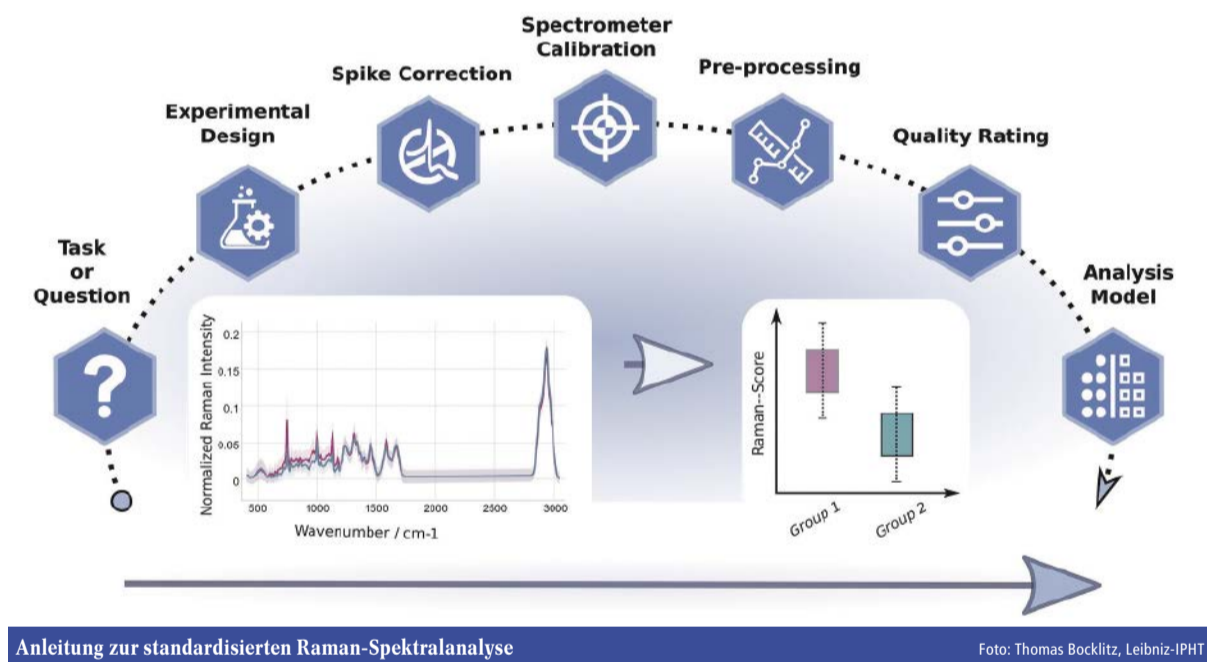 Spectrometer
Calibration
Spike Correction
Pre-processing
Experimental
Design
Quality Rating
Task
or
Question
Analysis
Model
Normalized Raman Intensity
0.2
0.15
0.1
0.05
0
500
1000
1500
2000
2500
3000
Wavenumber / cm-1
Raman--Score
Group 1
Group 2
Anleitung zur standardisierten Raman-Spektralanalyse
Foto: Thomas Bocklitz, Leibniz-IPHT